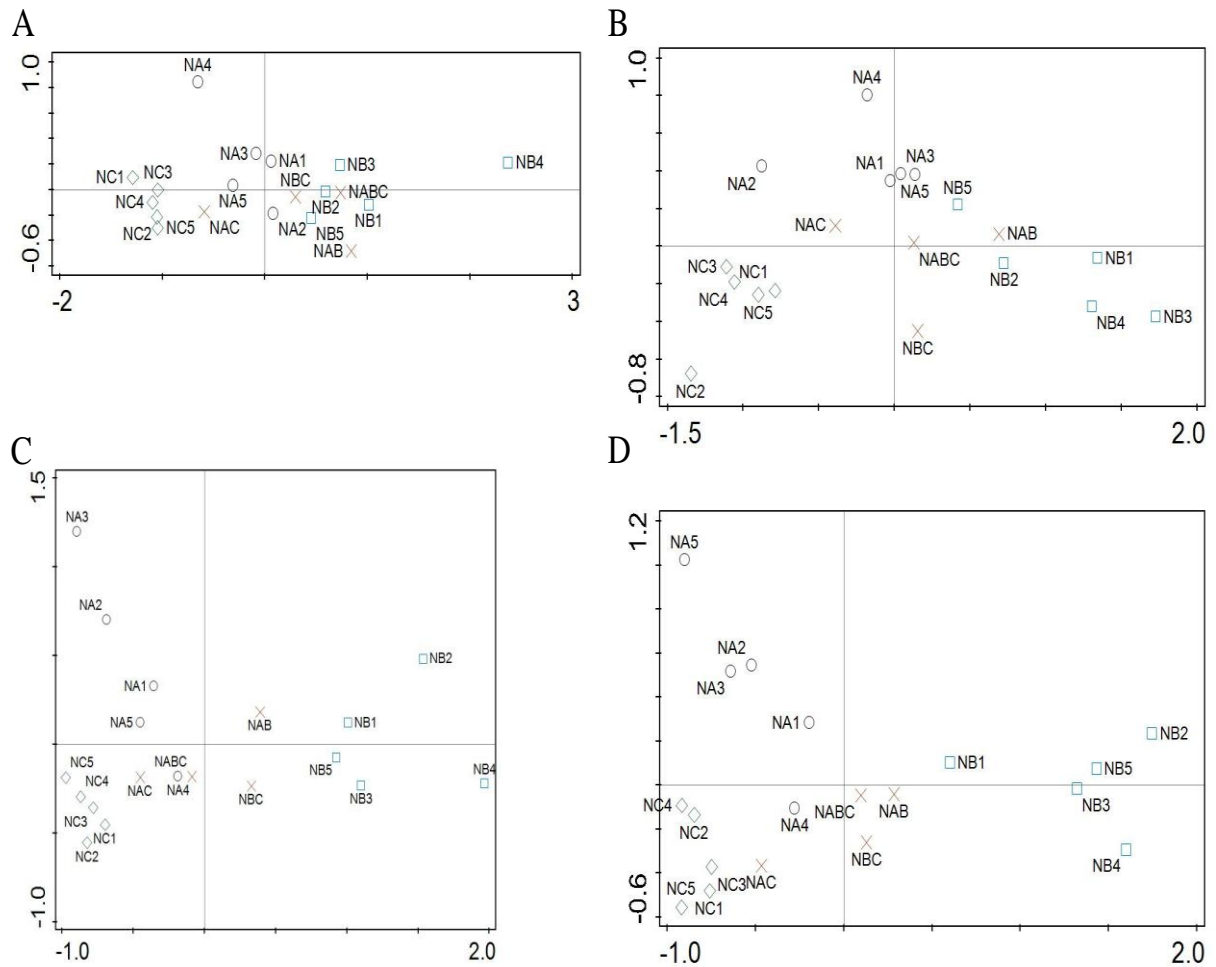 A
1.0
NA4
NA3
NA1
NB3
NB4
NC1
NC3
NBC
NABC
NC4
NA5
NB2
NB1
NC2
NC5
NAC
NA2
NB5
NAB
-0.6
-2
3
B
1.0
NA4
NA2
NA1
NA3
NA5
NB5
NAC
NAB
NABC
NB2
NB1
NC3
NC1
NC4
NC5
NB4
NB3
NBC
NC2
-0.8
-1.5
2.0
C
1.5
NA3
NA2
NA1
NB2
NA5
NAB
NB1
NC5
NABC
NB5
NB4
NC4
NAC
NA4
NBC
NB3
NC3
NC1
NC2
-1.0
-1.0
2.0
D
1.2
NA5
NA2
NA3
NA1
NB2
NB1
NB5
NC4
NB3
NC2
NA4
NABC
NAB
NBC
NB4
NC5
NC3
NAC
NC1
-0.6
-1.0
2.0